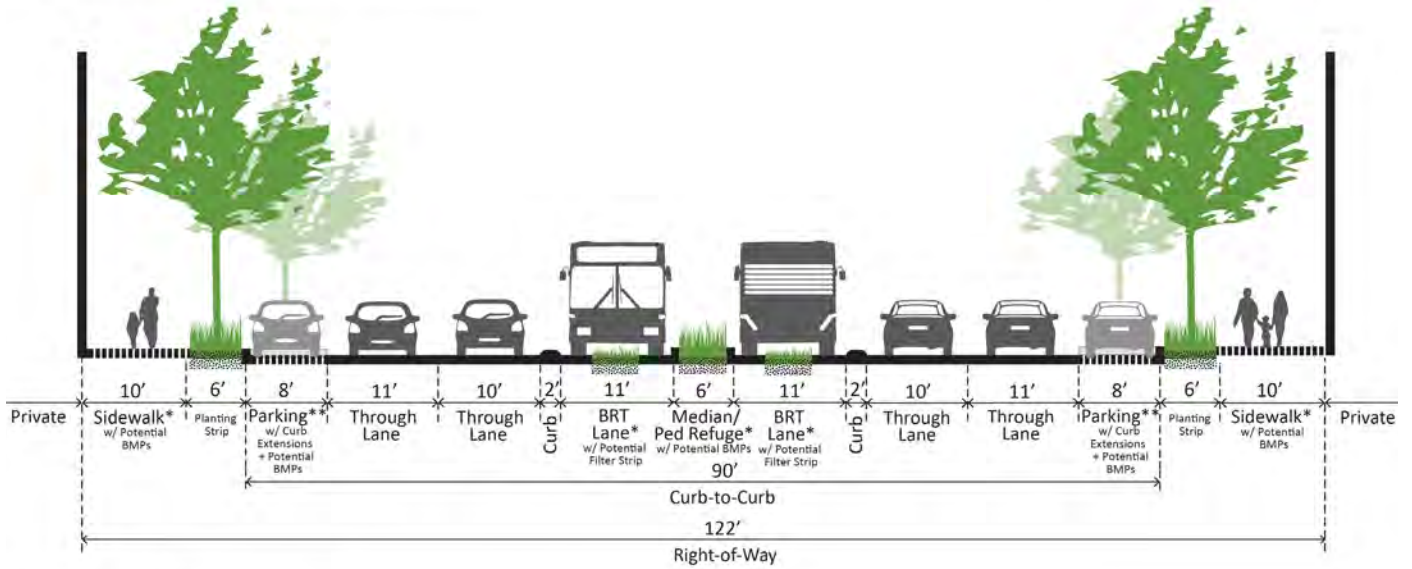 10’ 6’ 8’ 11’ 10’ 2’ 11’ 6’ 11’ 2’ 10’ 11’ 8’ 6’ 10’
Private
Sidewalk*
w/ Potential
BMPs
Planting
Strip
Parking**
w/ Curb
Extensions
+ Potential
BMPs
Through
Lane
Through
Lane
Curb
BRT
Lane*
w/ Potential
Filter Strip
Median/
Ped Refuge*
w/ Potential BMPs
BRT
Lane*
w/ Potential
Filter Strip
Curb
Through
Lane
Through
Lane
Parking**
w/ Curb
Extensions
+ Potential
BMPs
Planting
Strip
Sidewalk*
w/ Potential
BMPs
Private
90’
Curb-to-Curb
122’
Right-of-Way